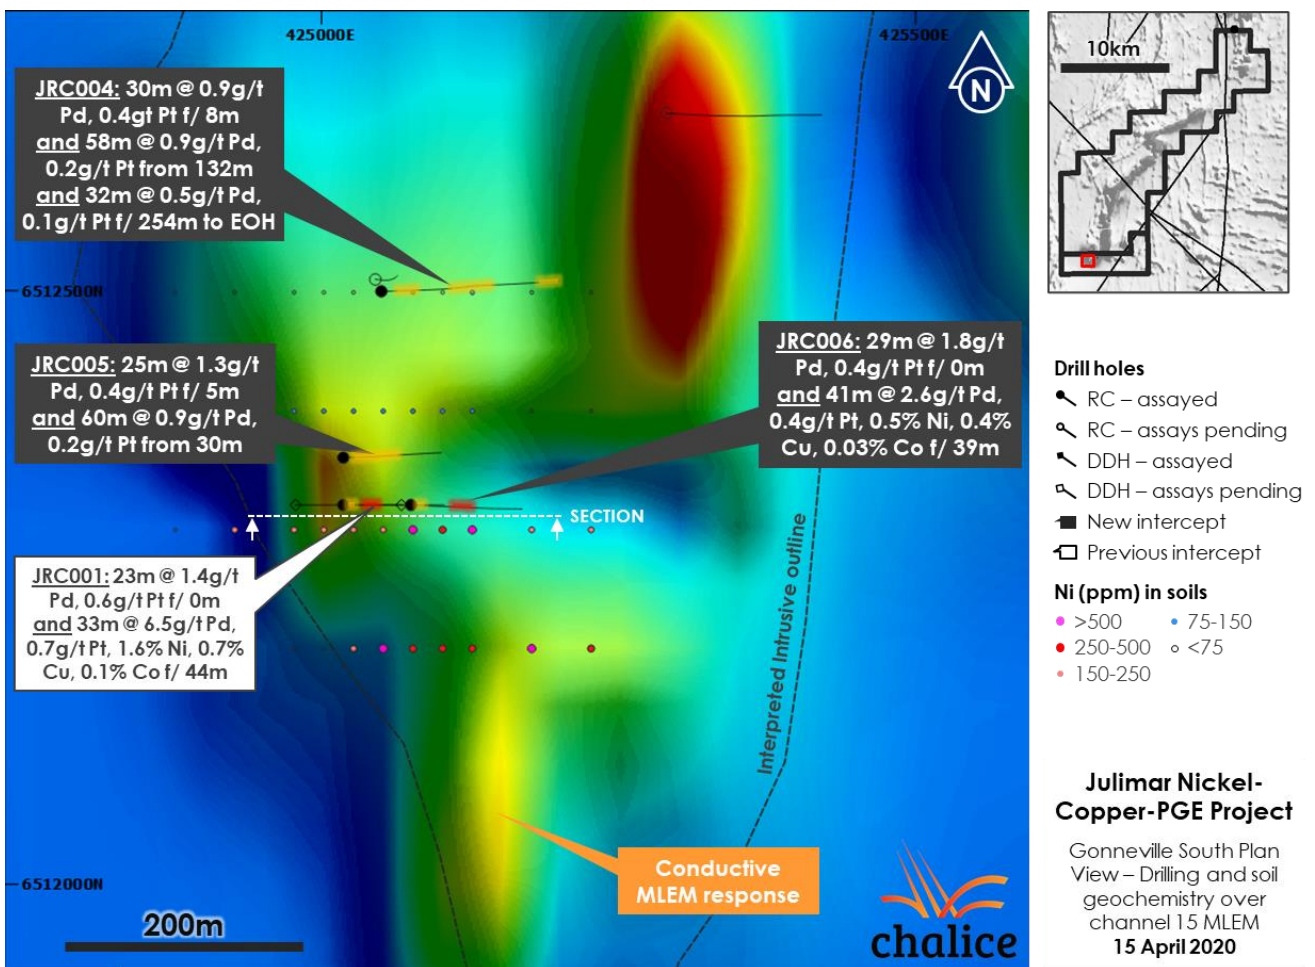 425000E
425500E
N
JRC004: 30m @ 0.9g/t
Pd, 0.4gt Pt f/ 8m
and 58m @ 0.9g/t Pd,
0.2g/t Pt from 132m
and 32m @ 0.5g/t Pd,
0.1g/t Pt f/ 254m to EOH
6512500N
JRC005: 25m @ 1.3g/t
Pd, 0.4g/t Pt f/ 5m
and 60m @ 0.9g/t Pd,
0.2g/t Pt from 30m
JRC006: 29m @ 1.8g/t
Pd, 0.4g/t Pt f/ 0m
and 41m @ 2.6g/t Pd,
0.4g/t Pt, 0.5% Ni, 0.4%
Cu, 0.03% Co f/ 39m
SECTION
JRC001: 23m @ 1.4g/t
Pd, 0.6g/t Pt f/ 0m
and 33m @ 6.5g/t Pd,
0.7g/t Pt, 1.6% Ni, 0.7%
Cu, 0.1% Co f/ 44m
Interpreted Intrusive outline
Conductive
MLEM response
6512000N
200m
chalice
10km
Drill holes
RC – assayed
RC – assays pending
DDH – assayed
DDH – assays pending
New intercept
Previous intercept
Ni (ppm) in soils
>500
75-150
250-500
<75
150-250
Julimar Nickel-
Copper-PGE Project
Gonneville South Plan
View – Drilling and soil
geochemistry over
channel 15 MLEM
15 April 2020